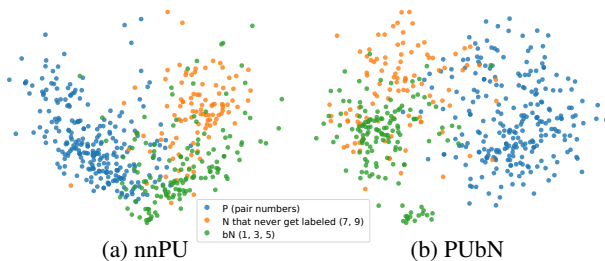 P (pair numbers)
N that never get labeled (7, 9)
bN (1, 3, 5)
(a) nnPU
(b) PUbN